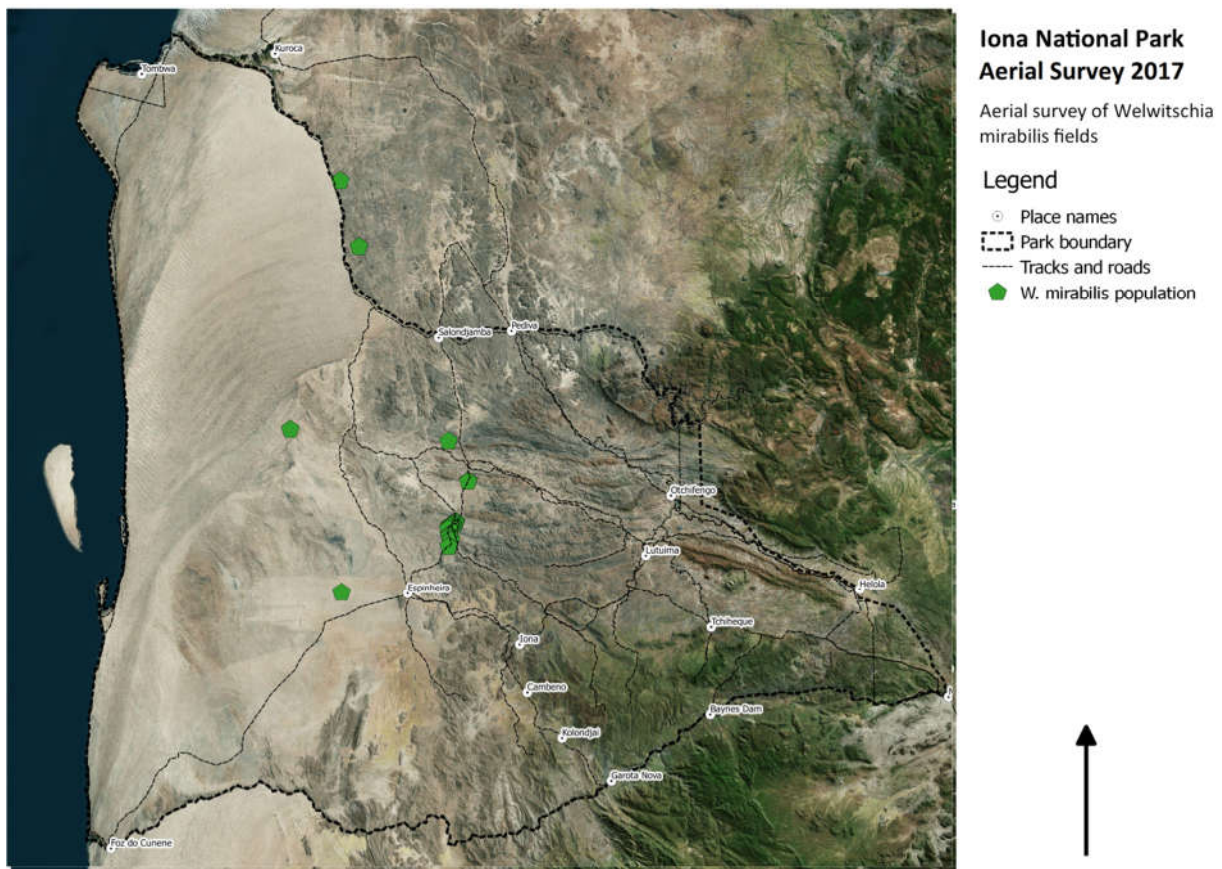 Iona National Park
Aerial Survey 2017
Aerial survey of Welwitschia
mirabilis fields
Legend
Place names
Park boundary
Tracks and roads
W. mirabilis population
Kuroca
Tombwa
Salondjamba
Pediva
Otchifengo
Lutuima
Espinheira
Helola
Tchiheque
Iona
Cambeno
Baynes Dam
Kolondjai
Garota Nova
Foz do Cunene